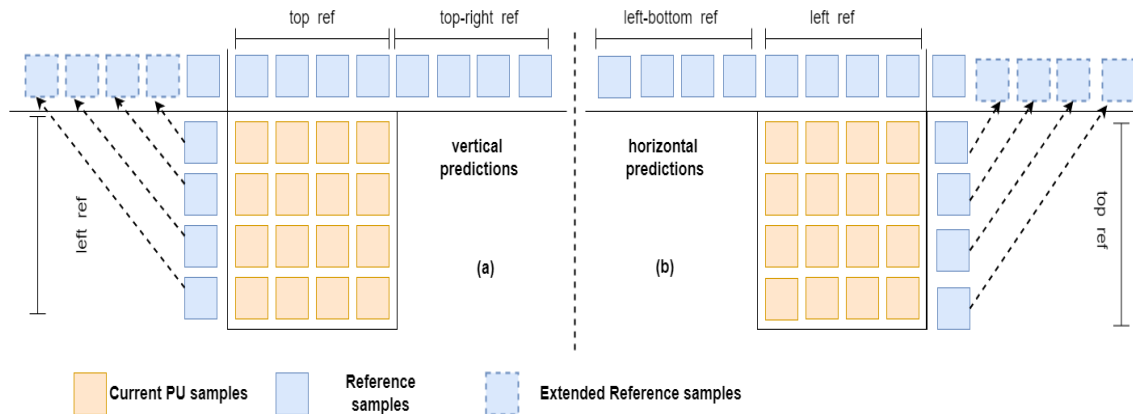 top ref
top-right ref
left-bottom ref
left ref
left ref
vertical
predictions
horizontal
predictions
top ref
(a)
(b)
Current PU samples
Reference
samples
Extended Reference samples